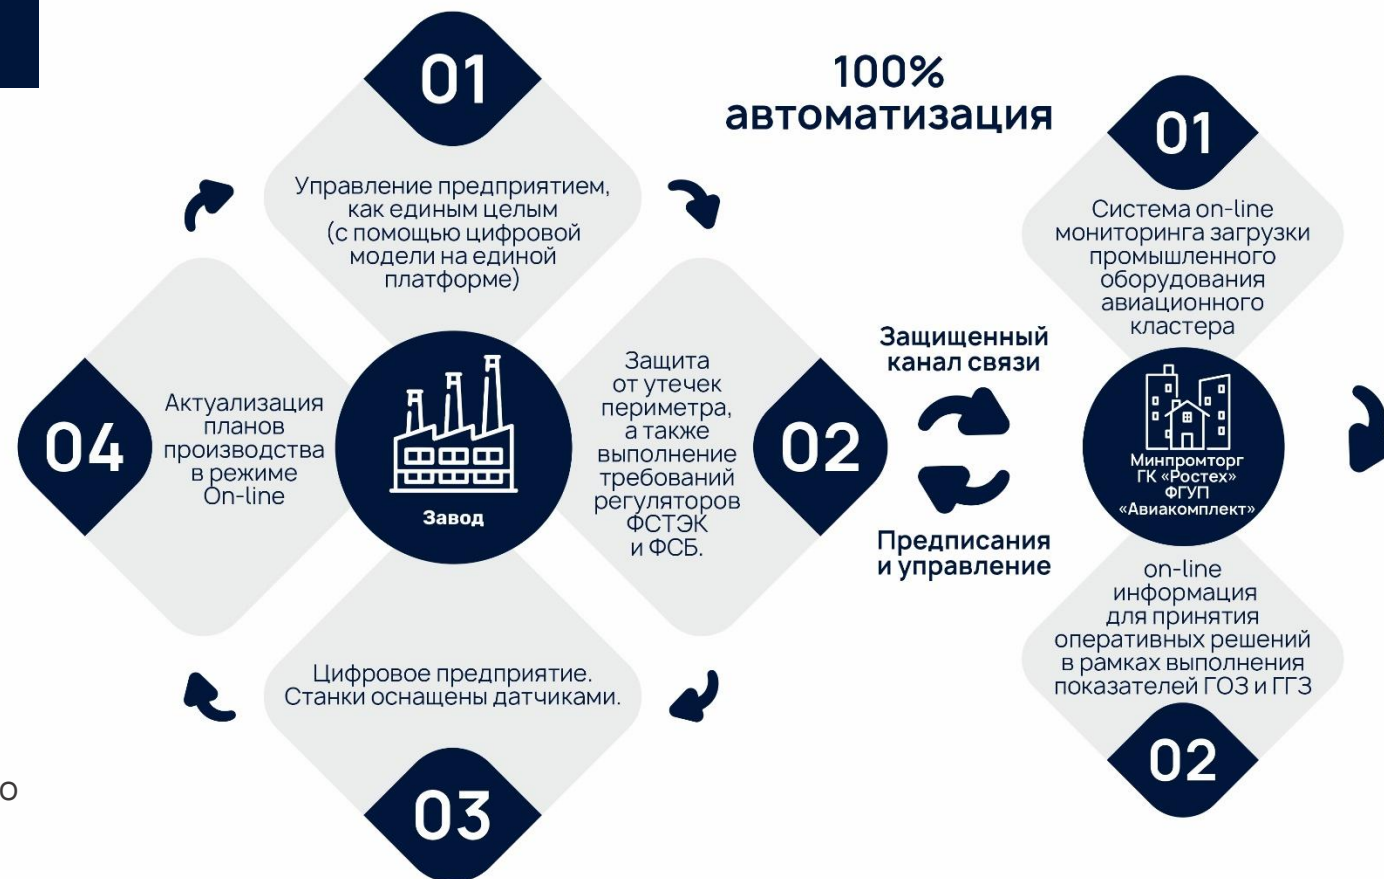 01
Управление предприятием,
как единым целым
(с помощью цифровой
модели на единой
платформе)
04
Актуализация
планов
производства
в режиме
On-line
Завод
Защита
от утечек
периметра,
а также
выполнение
требований
регуляторов
ФСТЭК
и ФСБ.
02
Цифровое предприятие.
Станки оснащены датчиками.
03
100%
автоматизация
Защищенный
канал связи
Предписания
и управление
01
Система on-line
мониторинга загрузки
промышленного
оборудования
авиационного
кластера
Минпромторг
ГК «Ростех»
ФГУП
«Авиакомплект»
on-line
информация
для принятия
оперативных решений
в рамках выполнения
показателей ГОЗ и ГГЗ
02